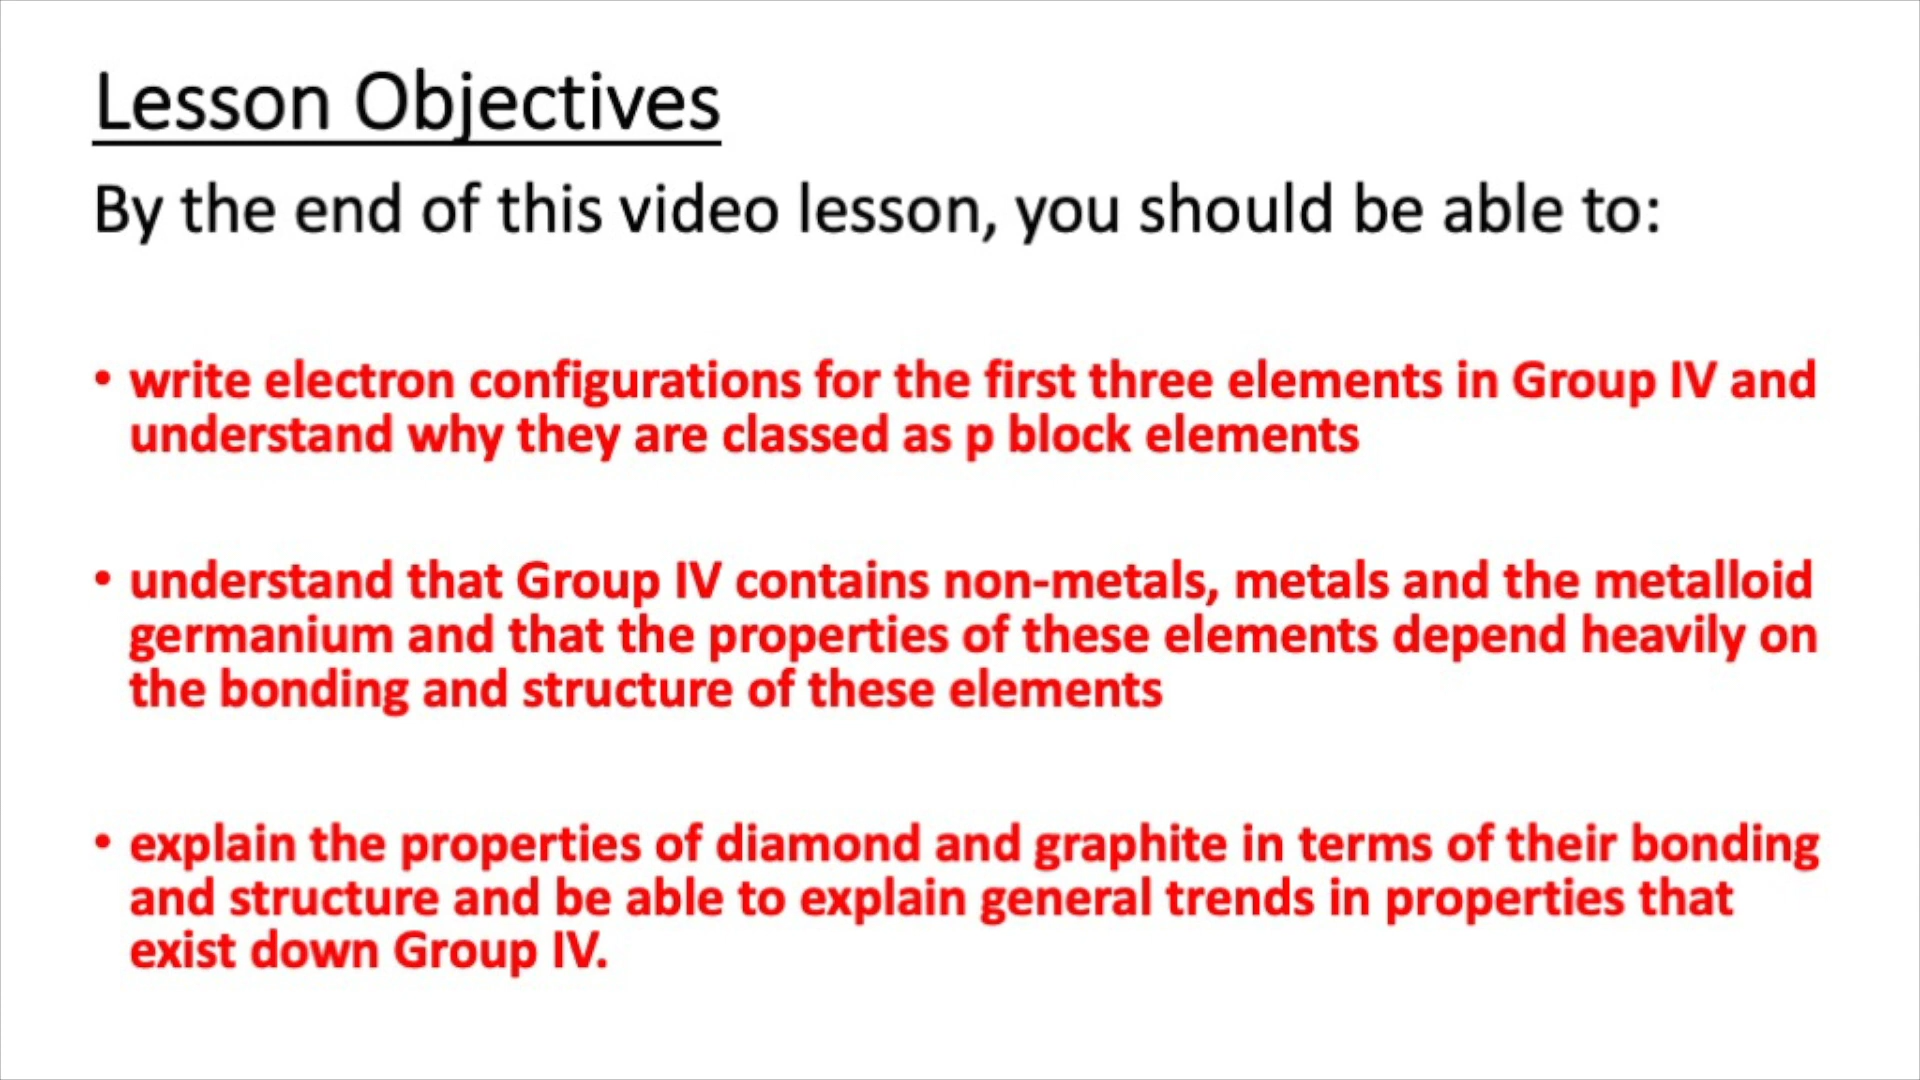 Lesson Objectives
By the end of this video lesson, you should be able to:
• write electron configurations for the first three elements in Group IV and
understand why they are classed as p block elements
• understand that Group IV contains non-metals, metals and the metalloid
germanium and that the properties of these elements depend heavily on
the bonding and structure of these elements
• explain the properties of diamond and graphite in terms of their bonding
and structure and be able to explain general trends in properties that
exist down Group IV.